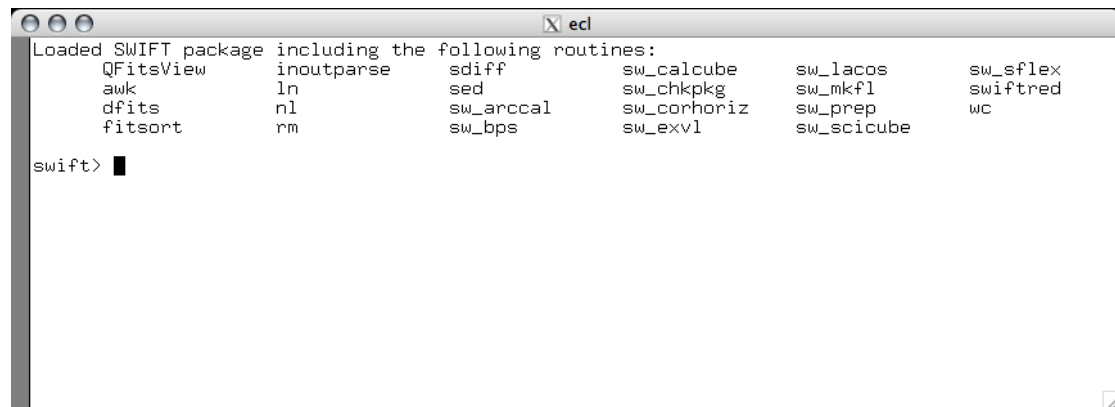 X ecl
Loaded SWIFT package including the following routines:
QFitsView inoutparse sdiff sw_calcube sw_lacos sw_sflex
awk ln sed sw_chkpkg sw_mkfl swiftred
dfits nl sw_arccal sw_corhoriz sw_prep wc
fitsort rm sw_bps sw_exvl sw_scicube
swift>